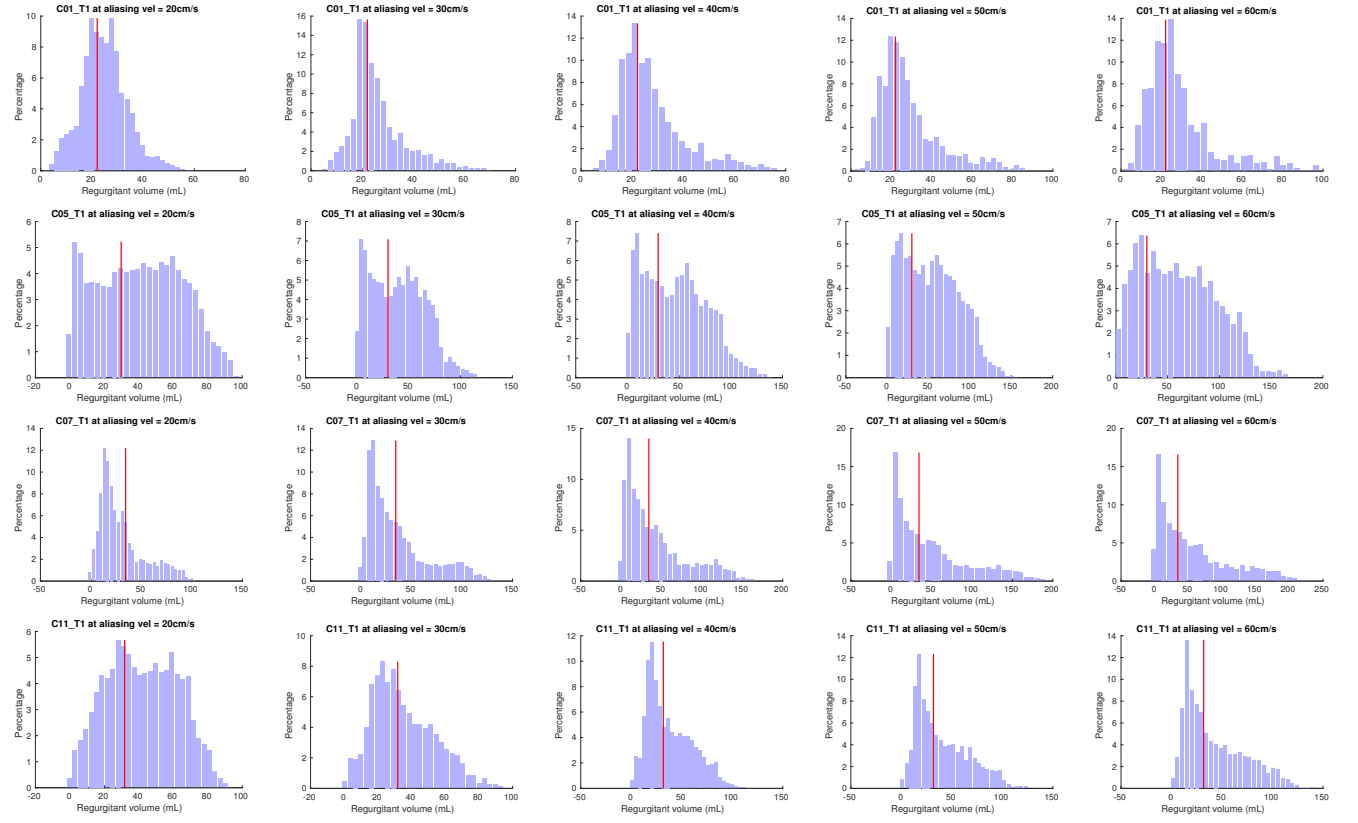 C01_T1 at aliasing vel = 20cm/s
Percentage
10
8
6
4
2
0
0 20 40 60 80
Regurgitant volume (mL)
C01_T1 at aliasing vel = 30cm/s
Percentage
16
14
12
10
8
6
4
2
0
0 20 40 60 80
Regurgitant volume (mL)
C01_T1 at aliasing vel = 40cm/s
Percentage
14
12
10
8
6
4
2
0
0 20 40 60 80
Regurgitant volume (mL)
C01_T1 at aliasing vel = 50cm/s
Percentage
14
12
10
8
6
4
2
0
0 20 40 60 80 100
Regurgitant volume (mL)
C01_T1 at aliasing vel = 60cm/s
Percentage
14
12
10
8
6
4
2
0
0 20 40 60 80 100
Regurgitant volume (mL)
C05_T1 at aliasing vel = 20cm/s
Percentage
6
5
4
3
2
1
0
-20 0 20 40 60 80 100
Regurgitant volume (mL)
C05_T1 at aliasing vel = 30cm/s
Percentage
8
7
6
5
4
3
2
1
0
-50 0 50 100 150
Regurgitant volume (mL)
C05_T1 at aliasing vel = 40cm/s
Percentage
8
7
6
5
4
3
2
1
0
-50 0 50 100 150
Regurgitant volume (mL)
C05_T1 at aliasing vel = 50cm/s
Percentage
7
6
5
4
3
2
1
0
-50 0 50 100 150 200
Regurgitant volume (mL)
C05_T1 at aliasing vel = 60cm/s
Percentage
7
6
5
4
3
2
1
0
0 50 100 150 200
Regurgitant volume (mL)
C07_T1 at aliasing vel = 20cm/s
Percentage
14
12
10
8
6
4
2
0
-50 0 50 100 150
Regurgitant volume (mL)
C07_T1 at aliasing vel = 30cm/s
Percentage
14
12
10
8
6
4
2
0
-50 0 50 100 150
Regurgitant volume (mL)
C07_T1 at aliasing vel = 40cm/s
Percentage
15
10
5
0
-50 0 50 100 150 200
Regurgitant volume (mL)
C07_T1 at aliasing vel = 50cm/s
Percentage
20
15
10
5
0
-50 0 50 100 150 200
Regurgitant volume (mL)
C07_T1 at aliasing vel = 60cm/s
Percentage
20
15
10
5
0
-50 0 50 100 150 200 250
Regurgitant volume (mL)
C11_T1 at aliasing vel = 20cm/s
Percentage
6
5
4
3
2
1
0
-20 0 20 40 60 80 100
Regurgitant volume (mL)
C11_T1 at aliasing vel = 30cm/s
Percentage
10
8
6
4
2
0
-20 0 20 40 60 80 100
Regurgitant volume (mL)
C11_T1 at aliasing vel = 40cm/s
Percentage
12
10
8
6
4
2
0
-50 0 50 100 150
Regurgitant volume (mL)
C11_T1 at aliasing vel = 50cm/s
Percentage
14
12
10
8
6
4
2
0
-50 0 50 100 150
Regurgitant volume (mL)
C11_T1 at aliasing vel = 60cm/s
Percentage
14
12
10
8
6
4
2
0
-50 0 50 100 150
Regurgitant volume (mL)